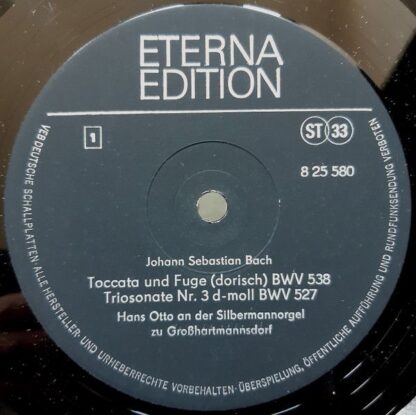 ETERNA
EDITION
1
ST 33
8 25 580
Johann Sebastian Bach
Toccata und Fuge (dorisch) BWV 538
Triosonate Nr. 3 d-moll BWV 527
Hans Otto an der Silbermannorgel
zu Großhartmannsdorf
VEB DEUTSCHE SCHALLPLATTEN · ALLE HERSTELLER- UND URHEBERRECHTE VORBEHALTEN · ÜBERSPIELUNG, ÖFFENTLICHE AUFFÜHRUNG UND RUNDFUNKSENDUNG VERBOTEN